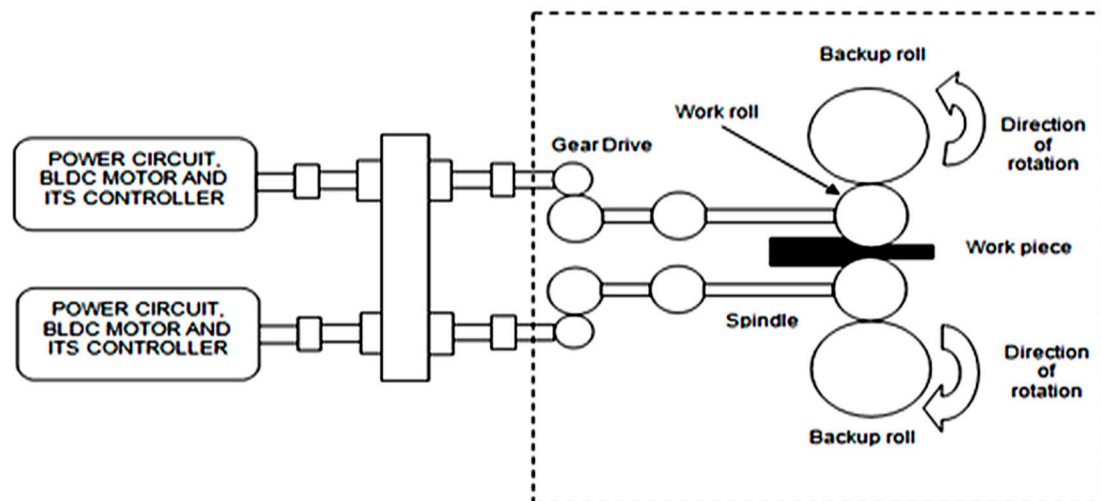 Backup roll
Work roll
Direction
of
rotation
Gear Drive
POWER CIRCUIT,
BLDC MOTOR AND
ITS CONTROLLER
Work piece
POWER CIRCUIT,
BLDC MOTOR AND
ITS CONTROLLER
Spindle
Direction
of
rotation
Backup roll